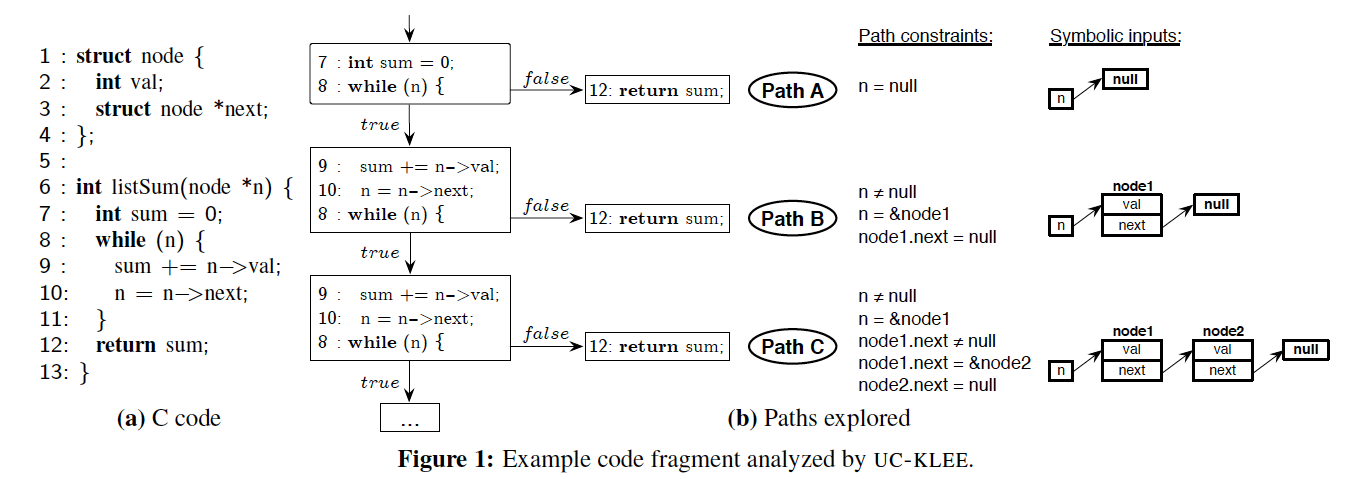 1 : struct node {
2 : int val;
3 : struct node *next;
4 : };
5 :
6 : int listSum(node *n) {
7 : int sum = 0;
8 : while (n) {
9 : sum += n->val;
10: n = n->next;
11: }
12: return sum;
13: }
(a) C code
7 : int sum = 0;
8 : while (n) {
false
12: return sum;
Path A
true
9 : sum += n->val;
10: n = n->next;
8 : while (n) {
false
12: return sum;
Path B
true
9 : sum += n->val;
10: n = n->next;
8 : while (n) {
false
12: return sum;
Path C
true
...
Path constraints:
n = null
n ≠ null
n = &node1
node1.next = null
n ≠ null
n = &node1
node1.next ≠ null
node1.next = &node2
node2.next = null
Symbolic inputs:
n
null
n
node1
val
next
null
n
node1
val
next
node2
val
next
null
(b) Paths explored
Figure 1: Example code fragment analyzed by UC-KLEE.